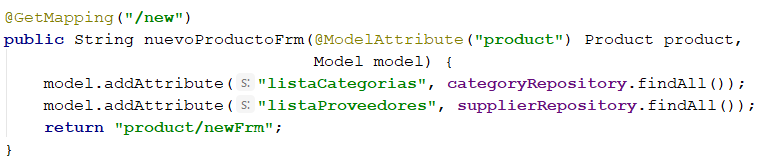 @GetMapping("/new")
public String nuevoProductoFrm(@ModelAttribute("product") Product product,
Model model) {
model.addAttribute( s: "listaCategorias", categoryRepository.findAll());
model.addAttribute( s: "listaProveedores", supplierRepository.findAll());
return "product/newFrm";
}